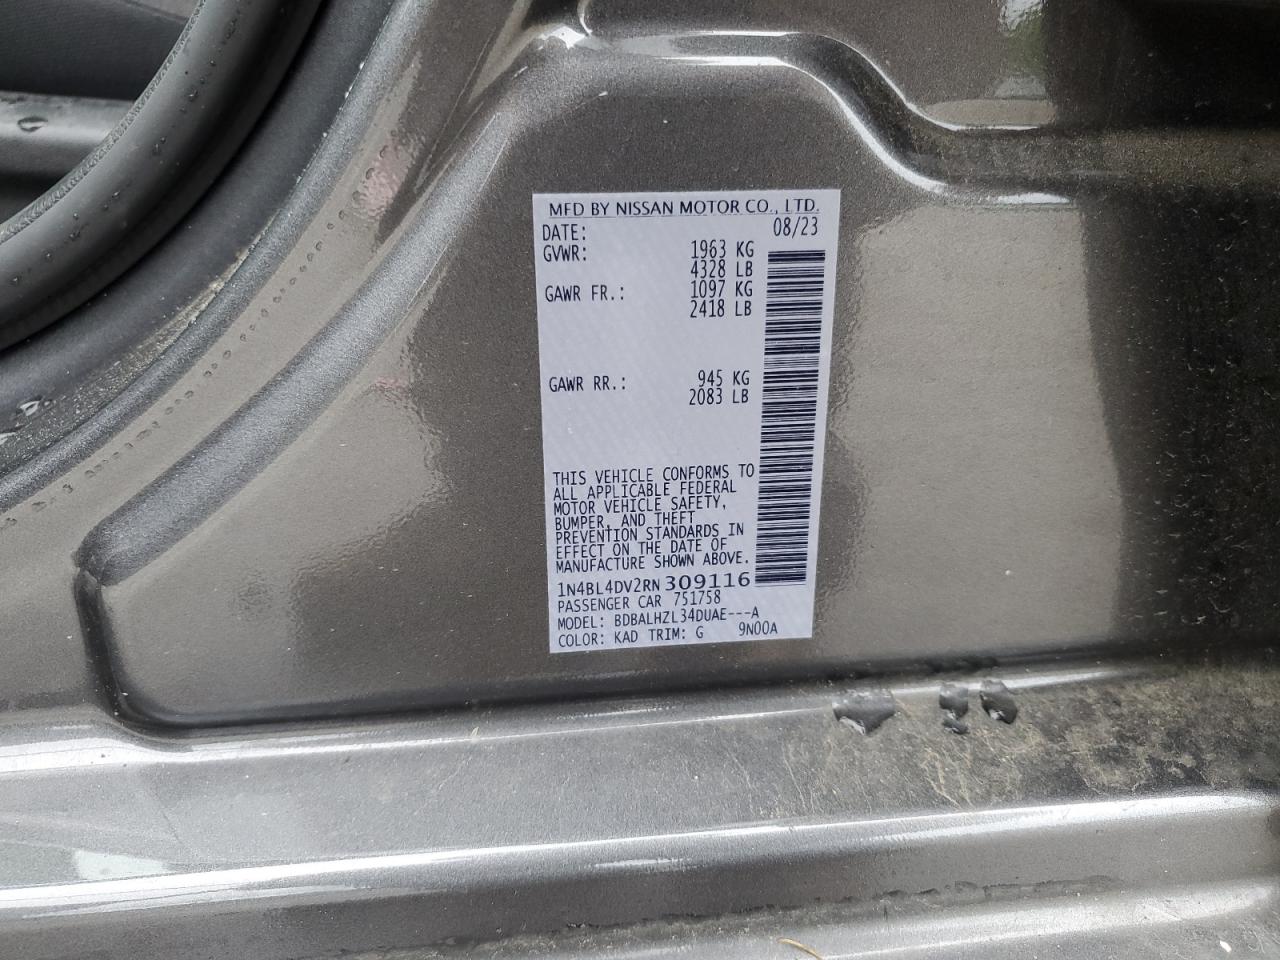 MFD BY NISSAN MOTOR CO., LTD.
DATE: 08/23
GVWR: 1963 KG
4328 LB
GAWR FR.: 1097 KG
2418 LB
GAWR RR.: 945 KG
2083 LB
THIS VEHICLE CONFORMS TO
ALL APPLICABLE FEDERAL
MOTOR VEHICLE SAFETY,
BUMPER, AND THEFT
PREVENTION STANDARDS IN
EFFECT ON THE DATE OF
MANUFACTURE SHOWN ABOVE.
1N4BL4DV2RN309116
PASSENGER CAR 751758
MODEL: BDBALHZL34DUAE---A
COLOR: KAD TRIM: G 9N00A